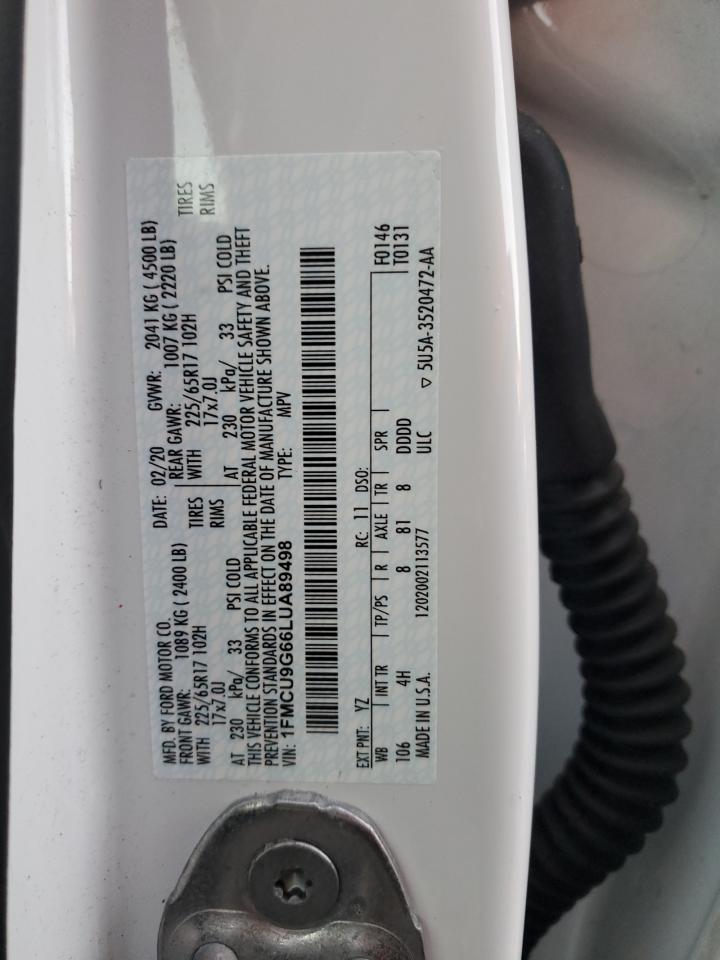 MFD. BY FORD MOTOR CO.
DATE: 02/20 GVWR: 2041 KG ( 4500 LB)
FRONT GAWR: 1089 KG ( 2400 LB) REAR GAWR: 1007 KG ( 2220 LB)
WITH 225/65R17 102H TIRES WITH 225/65R17 102H TIRES
17x7.0J RIMS 17x7.0J RIMS
AT 230 kPa/ 33 PSI COLD AT 230 kPa/ 33 PSI COLD
THIS VEHICLE CONFORMS TO ALL APPLICABLE FEDERAL MOTOR VEHICLE SAFETY AND THEFT
PREVENTION STANDARDS IN EFFECT ON THE DATE OF MANUFACTURE SHOWN ABOVE.
VIN: 1FMCU9G66LUA89498 TYPE: MPV
EXT PNT: YZ RC: 11 DSO: F0146
WB INT TR TP/PS R AXLE TR SPR T0131
106 4H 8 81 8 DDDD
MADE IN U.S.A. 1202002113577 ULC ▽ 5U5A-3520472-AA